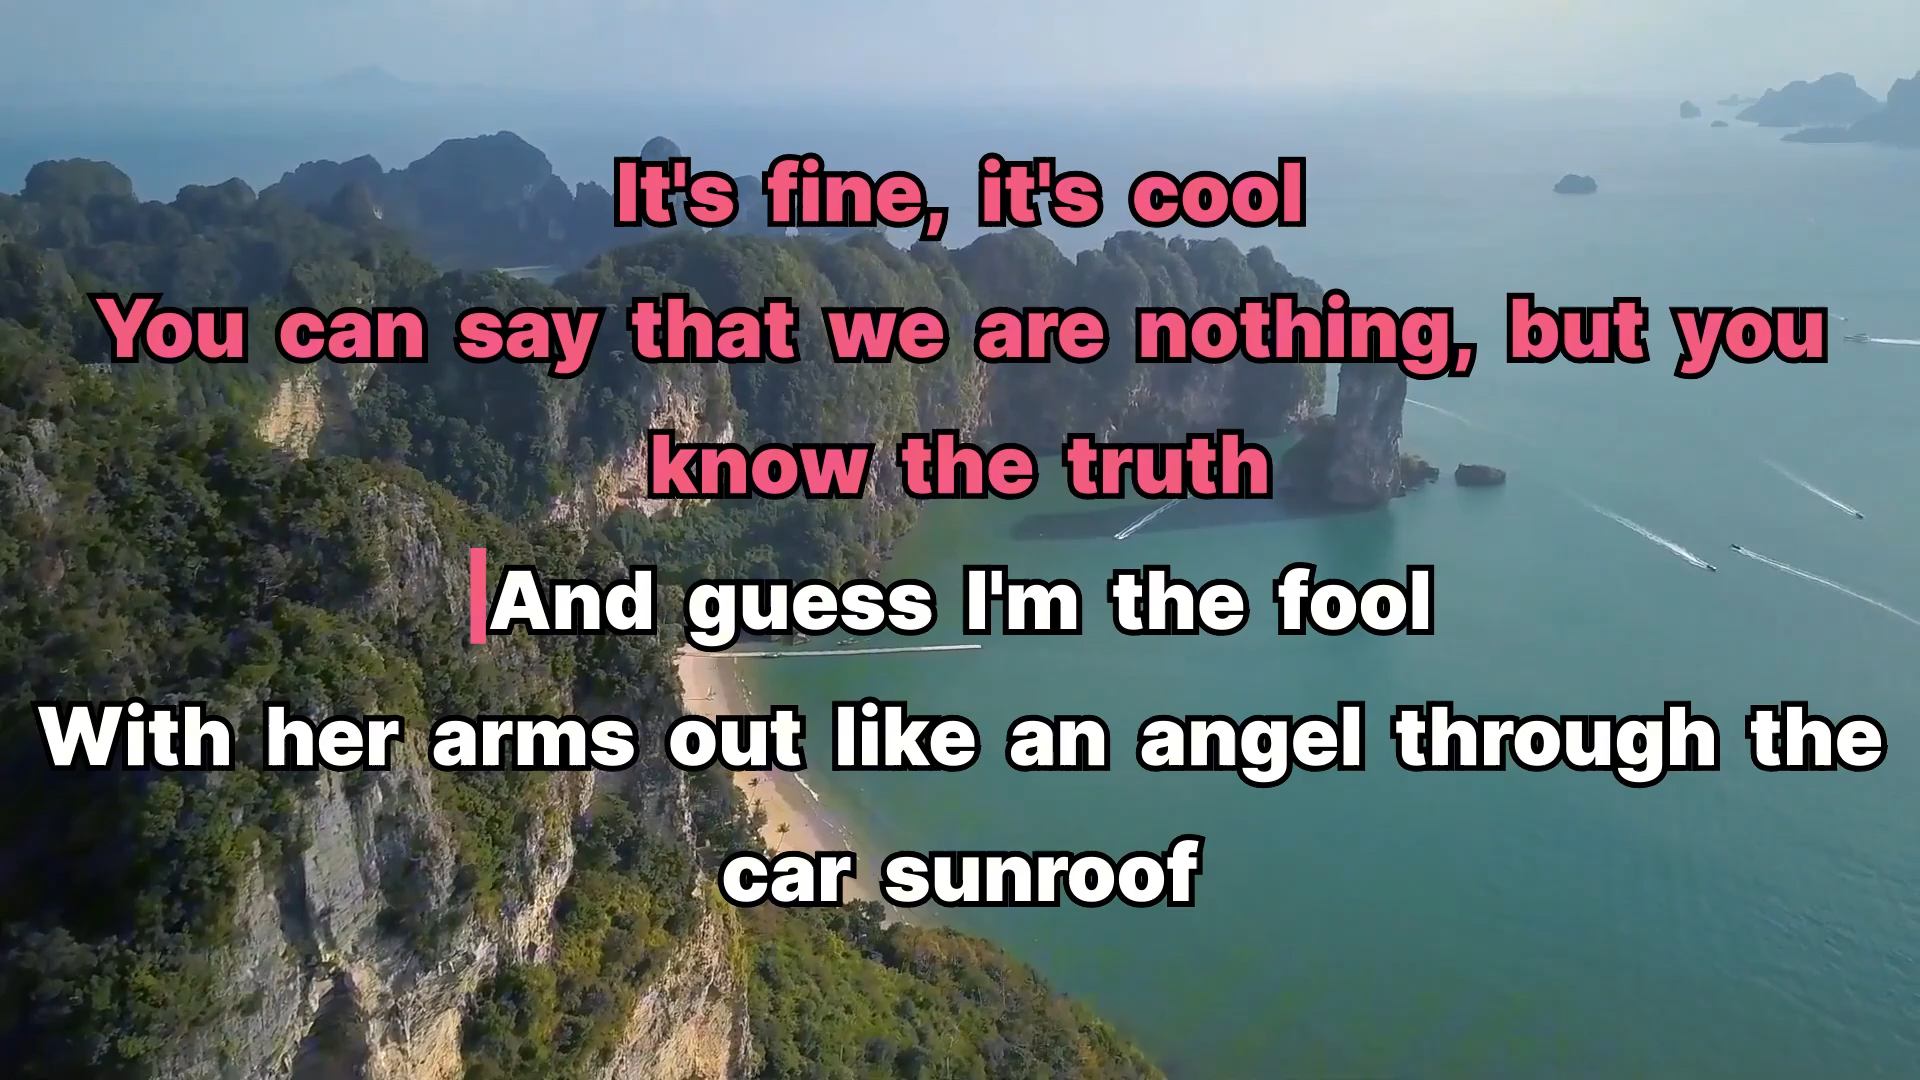 It's fine, it's cool
You can say that we are nothing, but you
know the truth
And guess I'm the fool
With her arms out like an angel through the
car sunroof